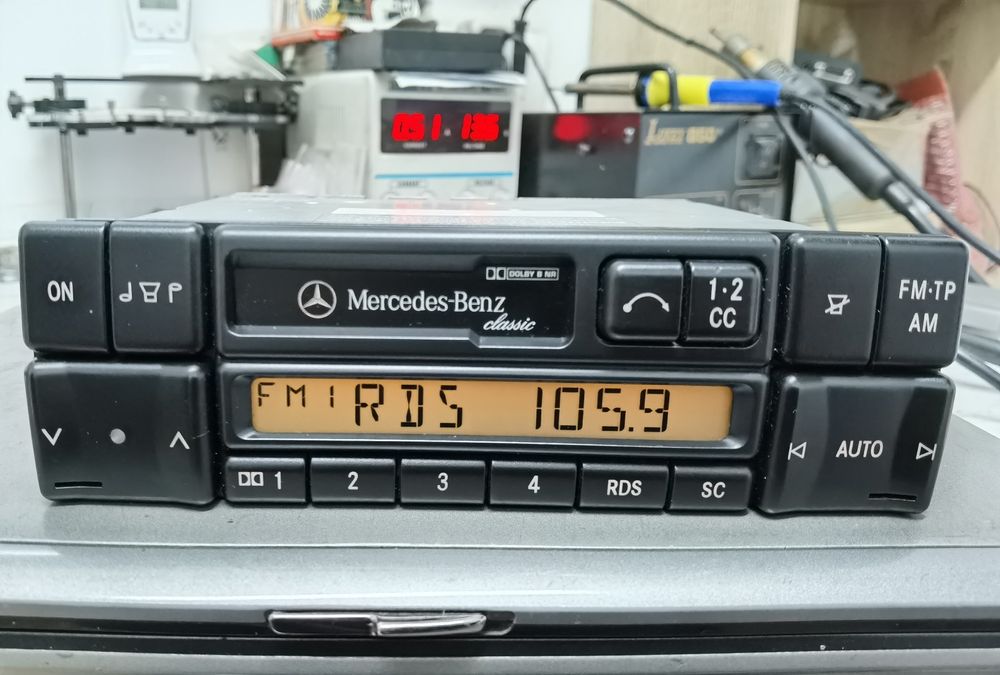 ON
DOLBY B NR
Mercedes-Benz
classic
1·2
CC
FM·TP
AM
FM1 RDS 105.9
1
2
3
4
RDS
SC
AUTO